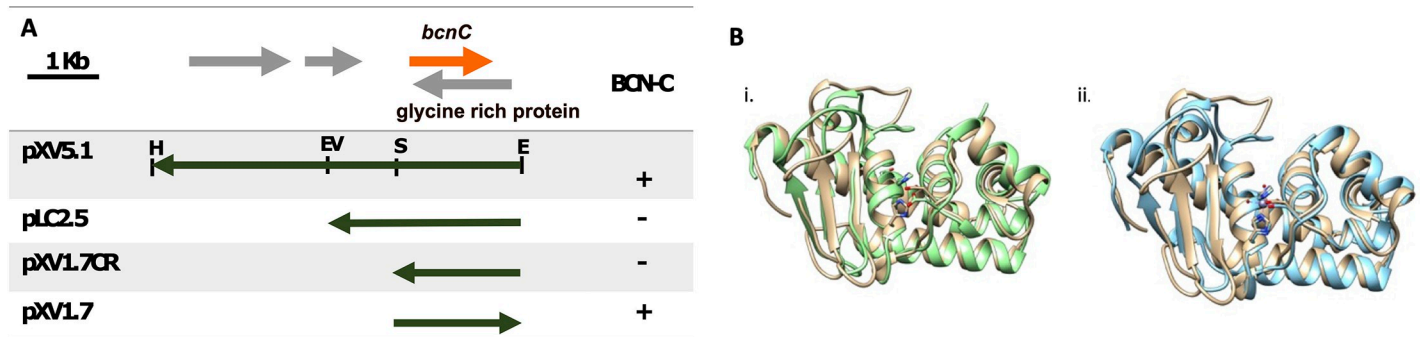 A
1 Kb
bcnC
glycine rich protein
BCN-C
pXV5.1
H
EV
S
E
+
pLC2.5
-
pXV1.7CR
-
pXV1.7
+
B
i.
ii.